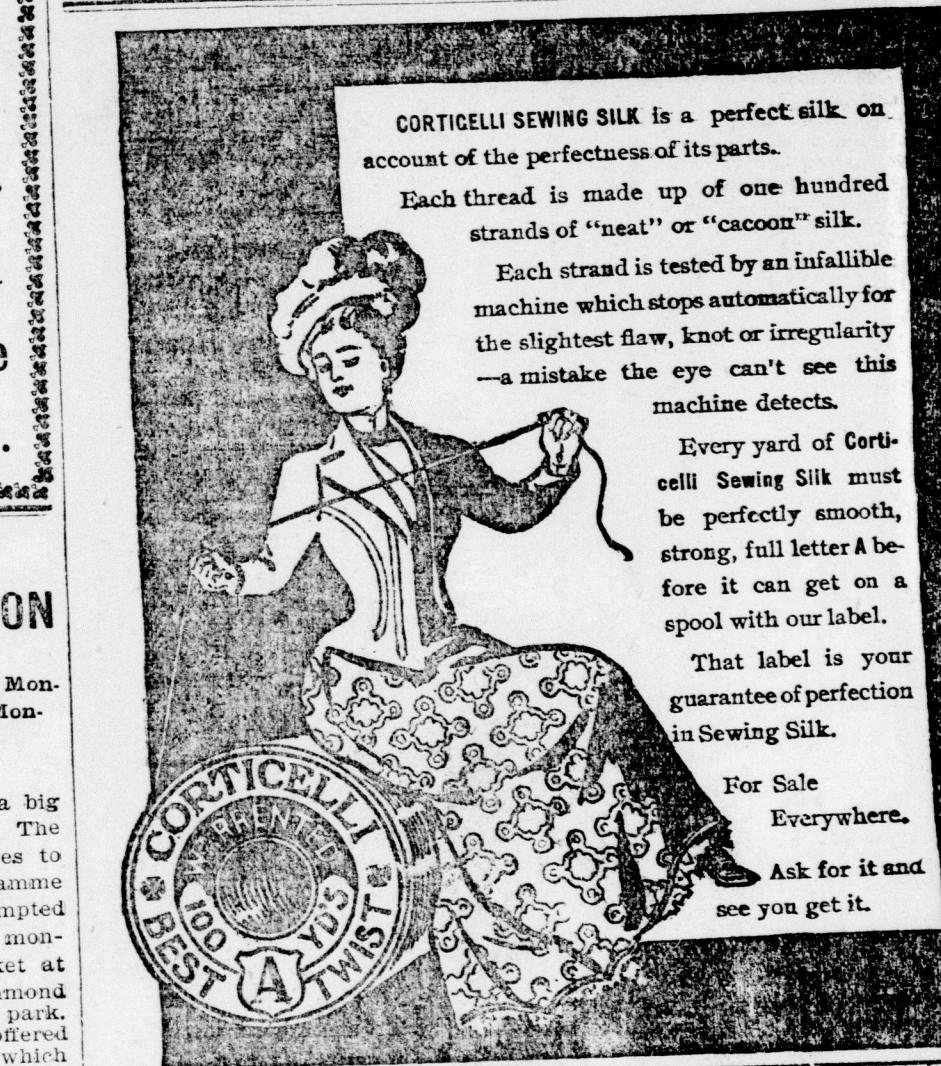 CORTICELLI SEWING SILK is a perfect silk on
account of the perfectness of its parts.
Each thread is made up of one hundred
strands of "neat" or "cacoon" silk.
Each strand is tested by an infallible
machine which stops automatically for
the slightest flaw, knot or irregularity
—a mistake the eye can't see this
machine detects.
Every yard of Corti-
celli Sewing Silk must
be perfectly smooth,
strong, full letter A be-
fore it can get on a
spool with our label.
That label is your
guarantee of perfection
in Sewing Silk.
For Sale
Everywhere.
Ask for it and
see you get it.
CORTICELLI
WARRENTED
100 YDS
A
BEST TWIST
ON
Mon-
a big
The
es to
amme
mpted
mon-
ket at
mond
park.
offered
which